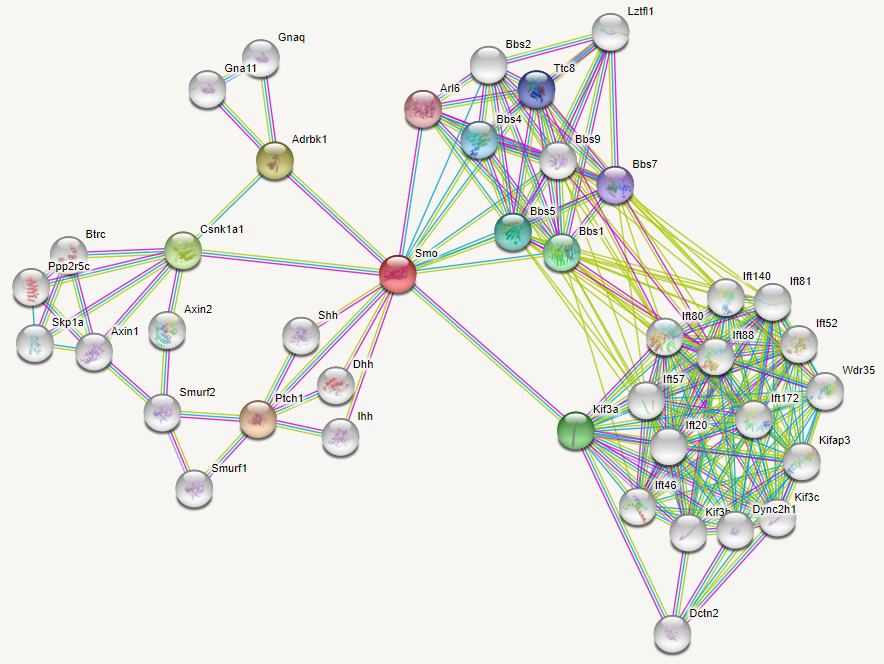 Lztfl1
Gnaq
Bbs2
Gna11
Ttc8
Arl6
Bbs4
Adrbk1
Bbs9
Bbs7
Bbs5
Csnk1a1
Btrc
Bbs1
Smo
Ppp2r5c
Ift140
Ift81
Axin2
Skp1a
Axin1
Shh
Ift80
Ift88
Ift52
Dhh
Wdr35
Ift57
Smurf2
Ptch1
Ift172
Kif3a
Ihh
Ift20
Kifap3
Smurf1
Ift46
Kif3b
Dync2h1
Kif3c
Dctn2